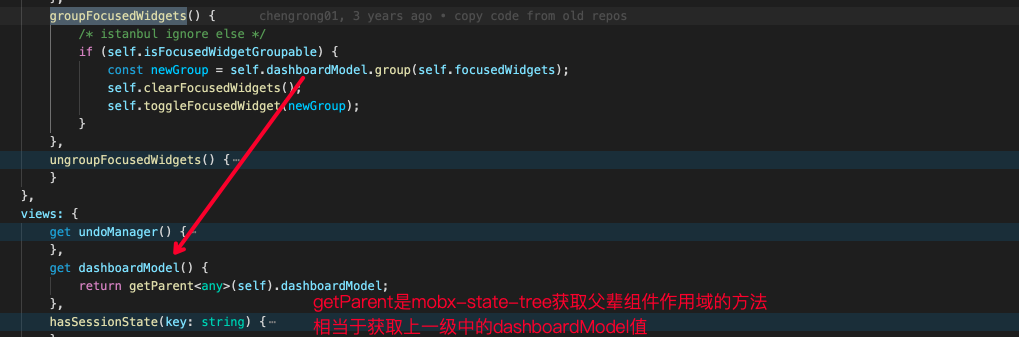 groupFocusedWidgets() {    chengrong01, 3 years ago • copy code from old repos
/* istanbul ignore else */
if (self.isFocusedWidgetGroupable) {
const newGroup = self.dashboardModel.group(self.focusedWidgets);
self.clearFocusedWidgets();
self.toggleFocusedWidget(newGroup);
}
},
ungroupFocusedWidgets() {⋯
}
},
views: {
get undoManager() {⋯
},
get dashboardModel() {
return getParent<any>(self).dashboardModel;
getParent是mobx-state-tree获取父辈组件作用域的方法
},
hasSessionState(key: string) {⋯
相当于获取上一级中的dashboardModel值